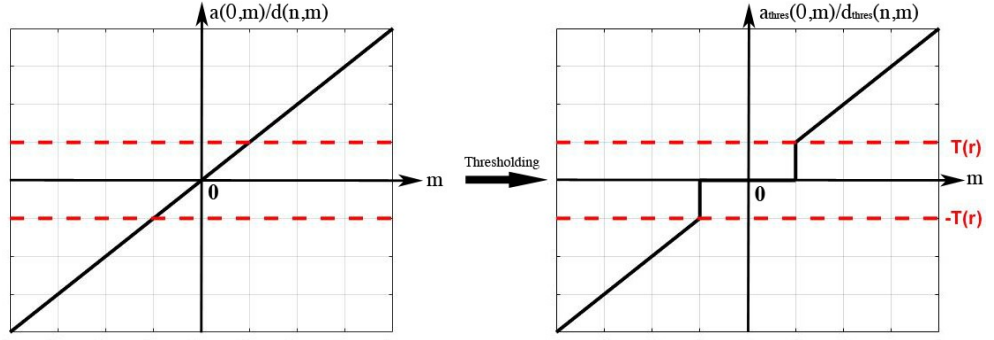 a(0,m)/d(n,m)
m
0
Thresholding
athres(0,m)/dthres(n,m)
T(r)
m
0
-T(r)